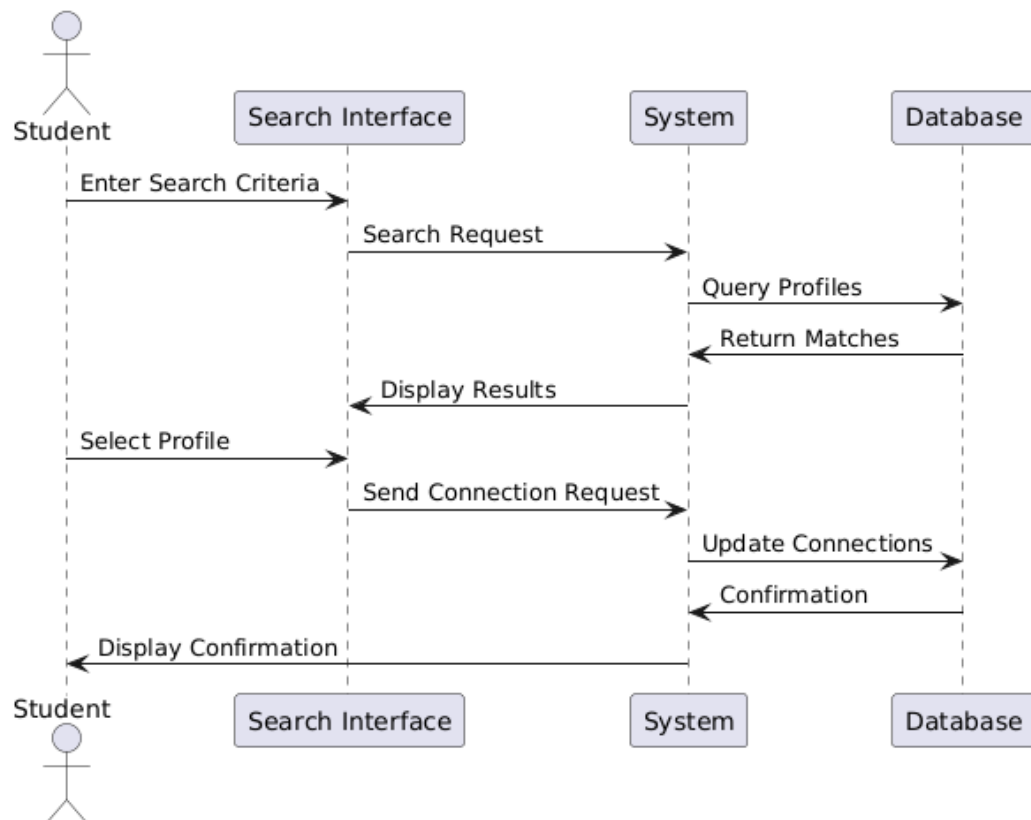 Student
Search Interface
System
Database
Enter Search Criteria
Search Request
Query Profiles
Return Matches
Display Results
Select Profile
Send Connection Request
Update Connections
Confirmation
Display Confirmation
Student
Search Interface
System
Database